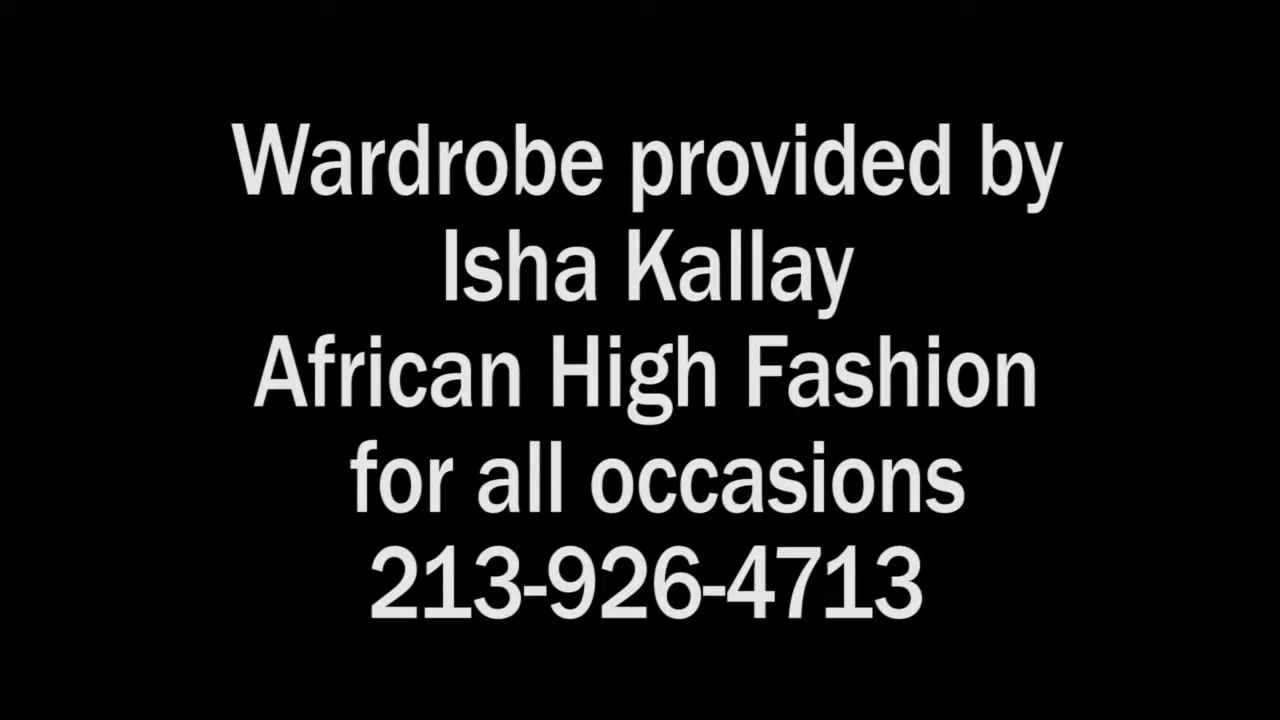 Wardrobe provided by
Isha Kallay
African High Fashion
for all occasions
213-926-4713